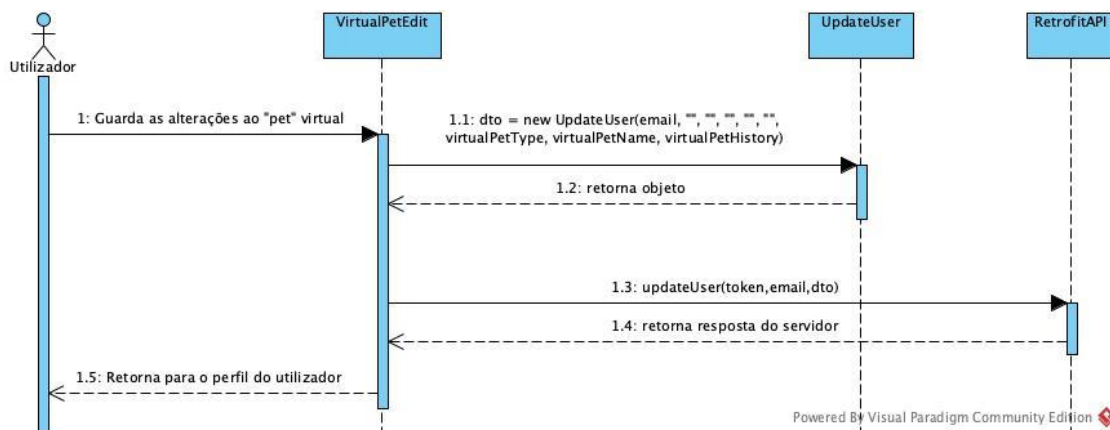 VirtualPetEdit
UpdateUser
RetrofitAPI
Utilizador
1: Guarda as alterações ao "pet" virtual
1.1: dto = new UpdateUser(email, "", "", "", "", "",
virtualPetType, virtualPetName, virtualPetHistory)
1.2: retorna objeto
1.3: updateUser(token,email,dto)
1.4: retorna resposta do servidor
1.5: Retorna para o perfil do utilizador
Powered By Visual Paradigm Community Edition